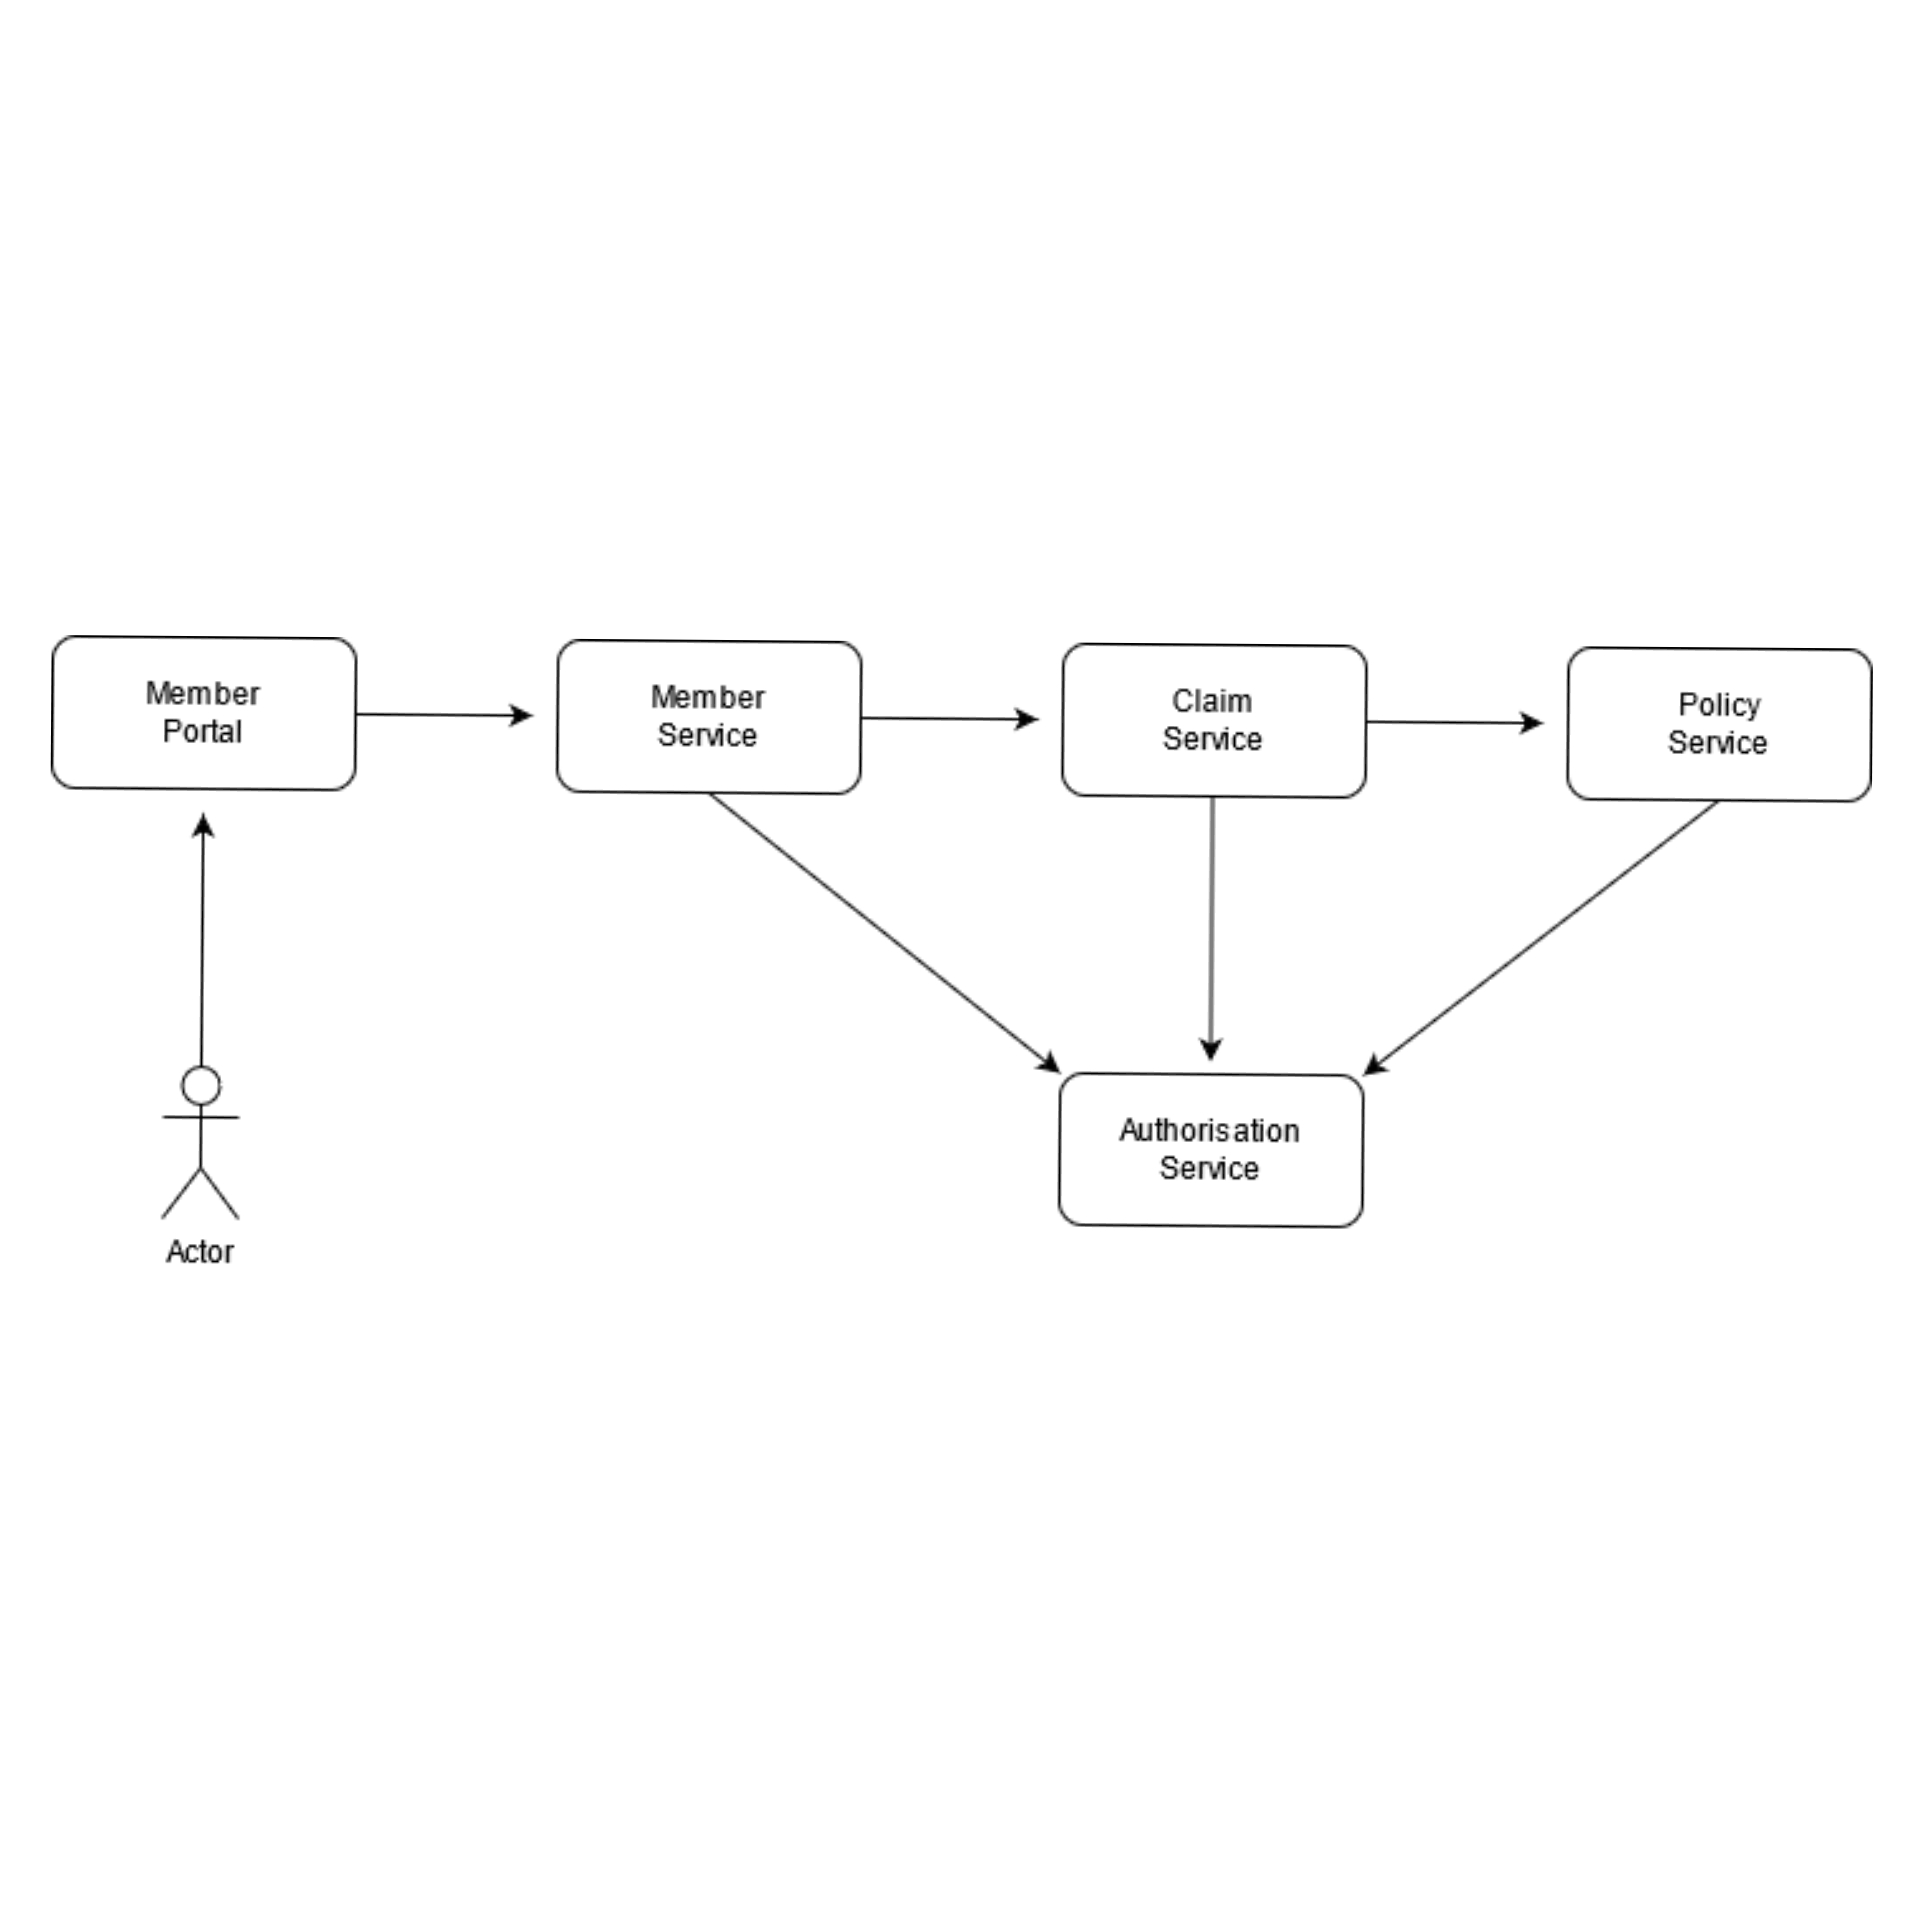 Member
Portal
Member
Service
Claim
Service
Policy
Service
Authorisation
Service
Actor